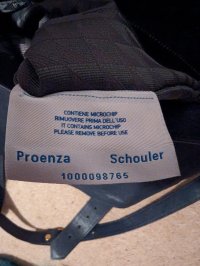 CONTIENE MICROCHIP
RIMUOVERE PRIMA DELL'USO
IT CONTAINS MICROCHIP
PLEASE REMOVE BEFORE USE
Proenza Schouler
1000098765